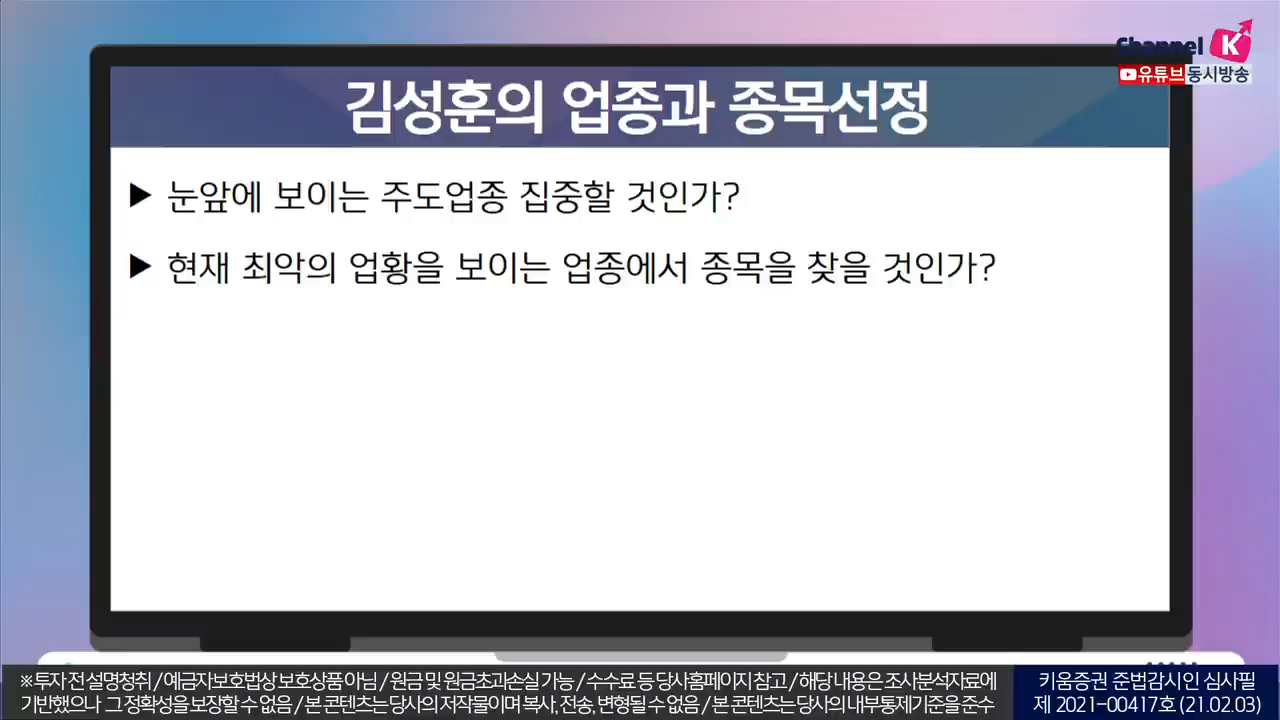 Channel K
유튜브동시방송
김성훈의 업종과 종목선정
▶ 눈앞에 보이는 주도업종 집중할 것인가?
▶ 현재 최악의 업황을 보이는 업종에서 종목을 찾을 것인가?
※ 투자 전 설명청취 / 예금자보호법상 보호상품 아님 / 원금 및 원금초과손실 가능 / 수수료 등 당사홈페이지 참고 / 해당 내용은 조사분석자료에
기반했으나 그 정확성을 보장할 수 없음 / 본 콘텐츠는 당사의 저작물이며 복사, 전송, 변형될 수 없음 / 본 콘텐츠는 당사의 내부통제기준을 준수
키움증권 준법감시인 심사필
제 2021-00417호 (21.02.03)